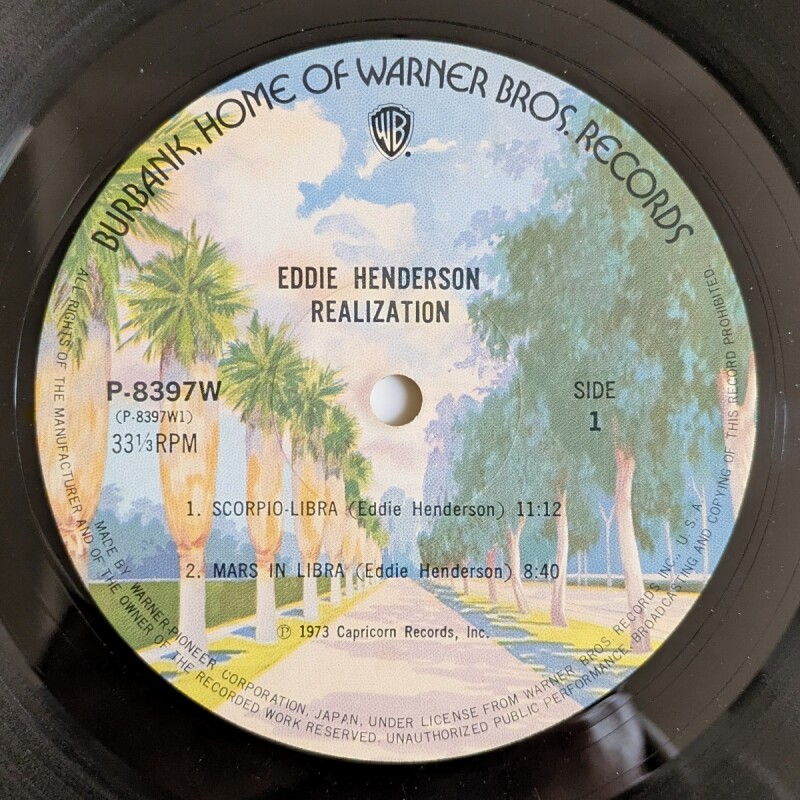 BURBANK, HOME OF WARNER BROS. RECORDS
WB
EDDIE HENDERSON
REALIZATION
P-8397W
(P-8397W1)
33⅓RPM
SIDE
1
1. SCORPIO-LIBRA (Eddie Henderson) 11:12
2. MARS IN LIBRA (Eddie Henderson) 8:40
Ⓟ 1973 Capricorn Records, Inc.
MADE BY WARNER-PIONEER CORPORATION, JAPAN, UNDER LICENSE FROM WARNER BROS. RECORDS INC., U.S.A.
ALL RIGHTS OF THE MANUFACTURER AND OF THE OWNER OF THE RECORDED WORK RESERVED. UNAUTHORIZED PUBLIC PERFORMANCE, BROADCASTING AND COPYING OF THIS RECORD PROHIBITED